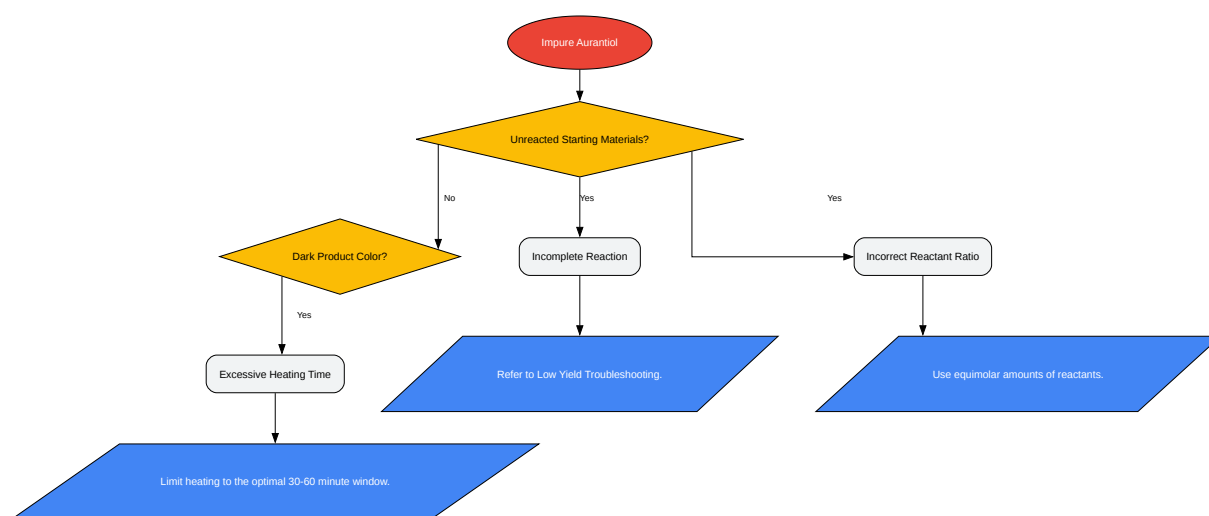 Impure Aurantiol
Unreacted Starting Materials?
No
Yes
Yes
Dark Product Color?
Incomplete Reaction
Incorrect Reactant Ratio
Yes
Excessive Heating Time
Refer to Low Yield Troubleshooting.
Use equimolar amounts of reactants.
Limit heating to the optimal 30-60 minute window.